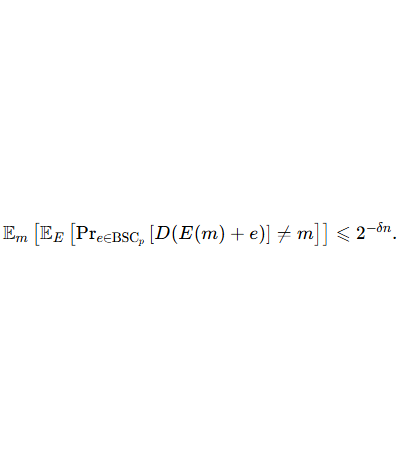 𝔼_m [𝔼_E [Pr_{e∈BSC_p} [D(E(m) + e)] ≠ m]] ⩽ 2^{−δn}.